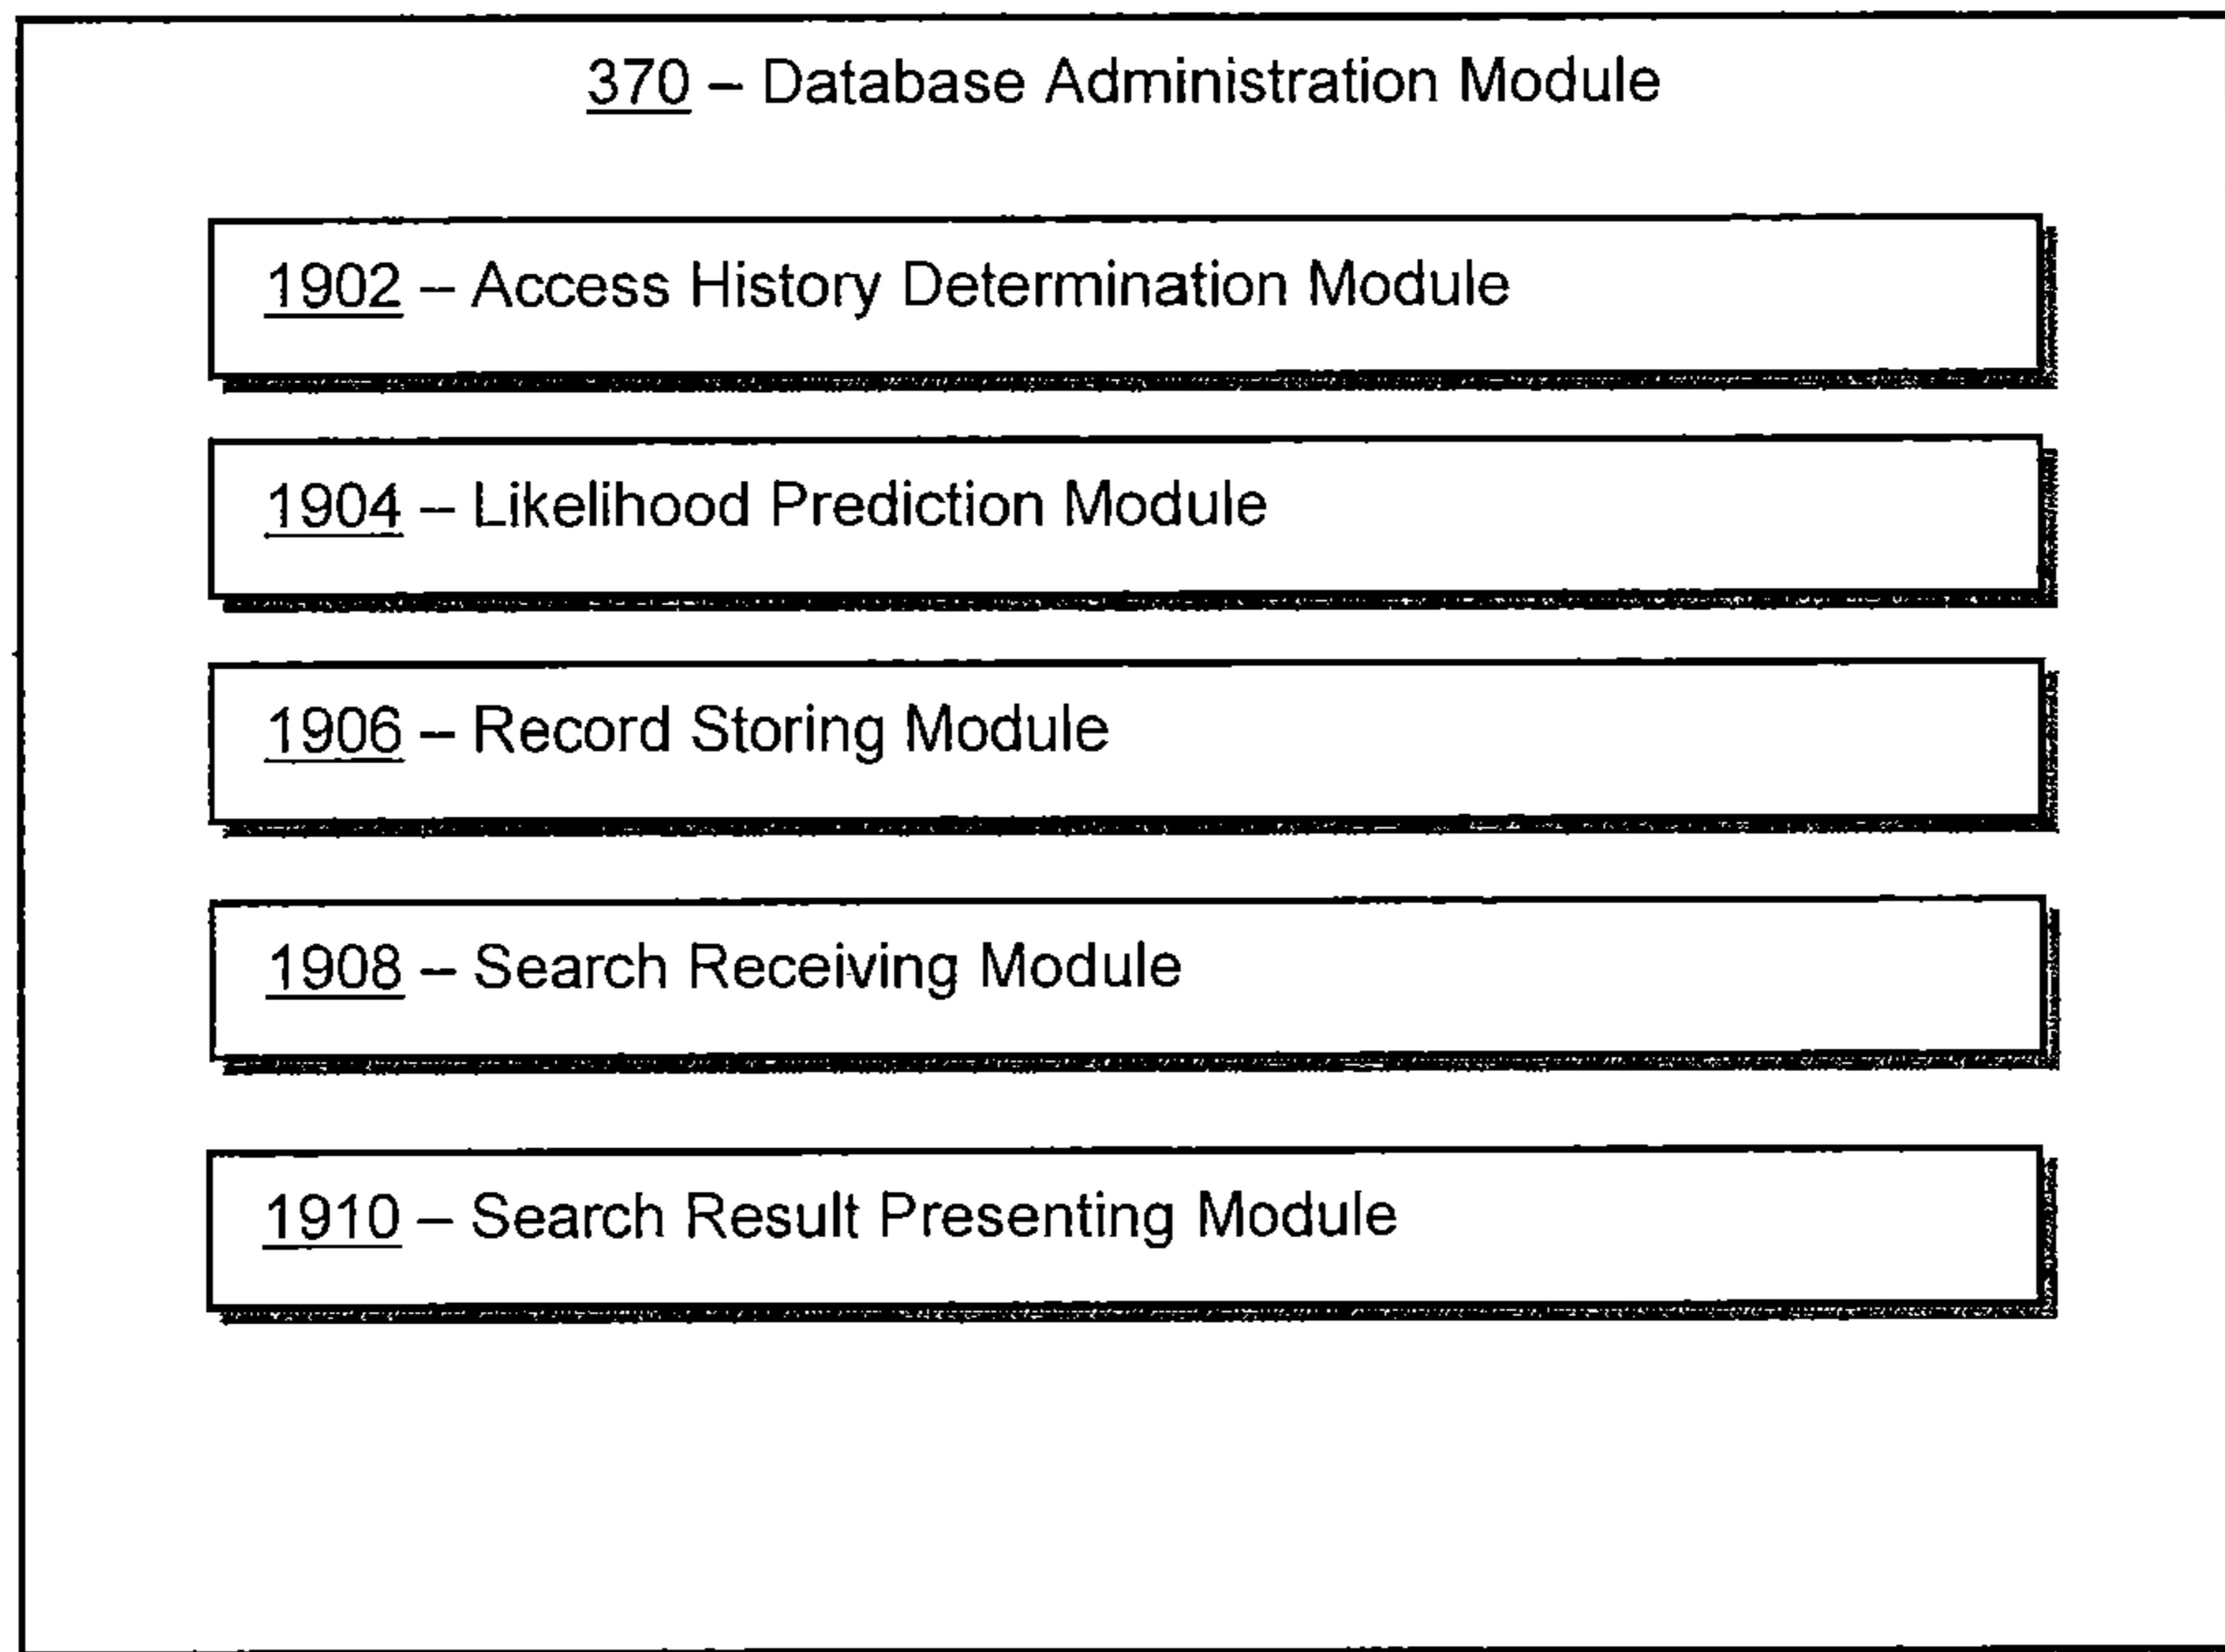 370 – Database Administration Module
1902 – Access History Determination Module
1904 – Likelihood Prediction Module
1906 – Record Storing Module
1908 – Search Receiving Module
1910 – Search Result Presenting Module